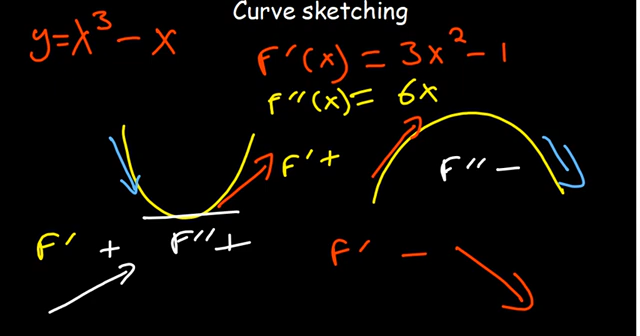 Curve sketching
y = x³ - x
F'(x) = 3x² - 1
F''(x) = 6x
F' +
F'' -
F' +
F'' +
F' -